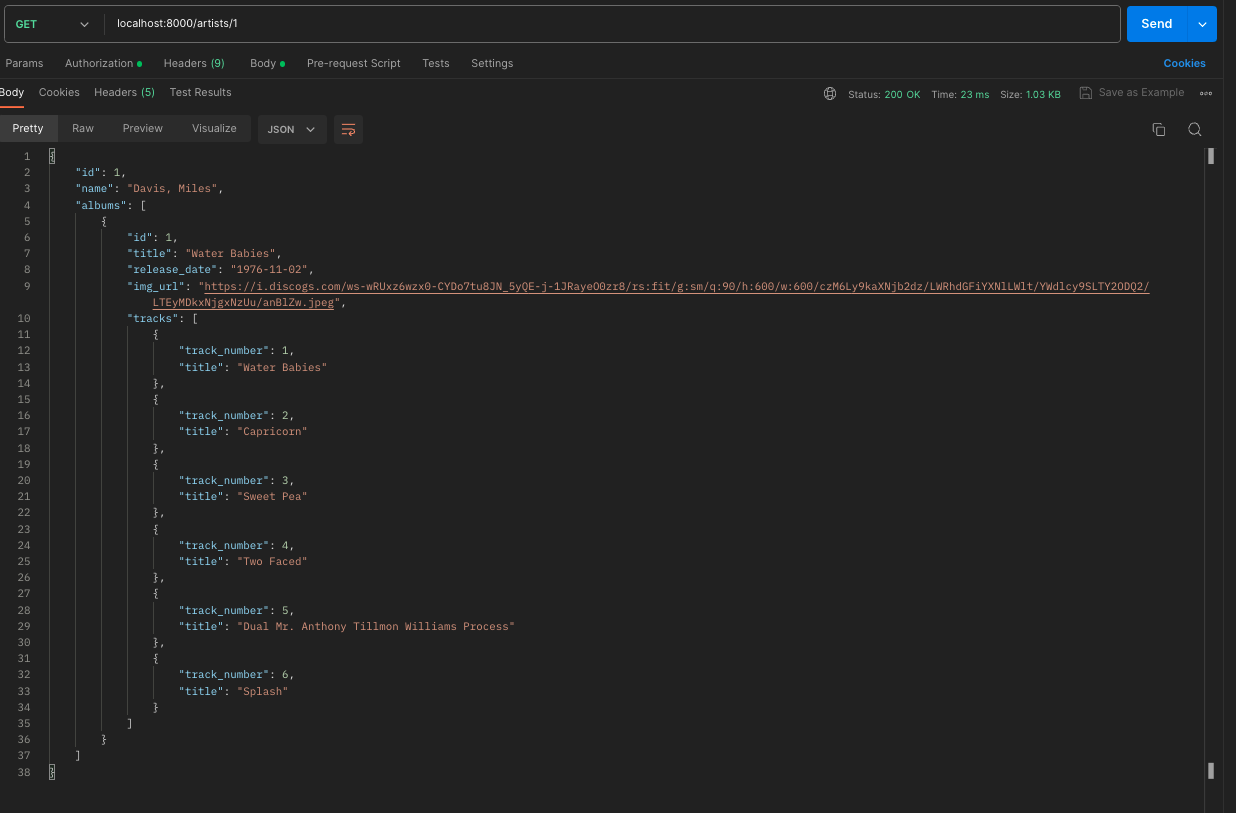 GET localhost:8000/artists/1 Send
Params Authorization Headers (9) Body Pre-request Script Tests Settings Cookies
Body Cookies Headers (5) Test Results Status: 200 OK Time: 23 ms Size: 1.03 KB Save as Example
Pretty Raw Preview Visualize JSON
1 {
2 "id": 1,
3 "name": "Davis, Miles",
4 "albums": [
5 {
6 "id": 1,
7 "title": "Water Babies",
8 "release_date": "1976-11-02",
9 "img_url": "https://i.discogs.com/ws-wRUxz6wzx0-CYDo7tu8JN_5yQE-j-1JRayeO0zr8/rs:fit/g:sm/q:90/h:600/w:600/czM6Ly9kaXNjb2dz/LWRhdGFiYXNlLWlt/YWdlcy9SLTY2ODQ2/
LTEyMDkxNjgxNzUu/anBlZw.jpeg",
10 "tracks": [
11 {
12 "track_number": 1,
13 "title": "Water Babies"
14 },
15 {
16 "track_number": 2,
17 "title": "Capricorn"
18 },
19 {
20 "track_number": 3,
21 "title": "Sweet Pea"
22 },
23 {
24 "track_number": 4,
25 "title": "Two Faced"
26 },
27 {
28 "track_number": 5,
29 "title": "Dual Mr. Anthony Tillmon Williams Process"
30 },
31 {
32 "track_number": 6,
33 "title": "Splash"
34 }
35 ]
36 }
37 ]
38 }